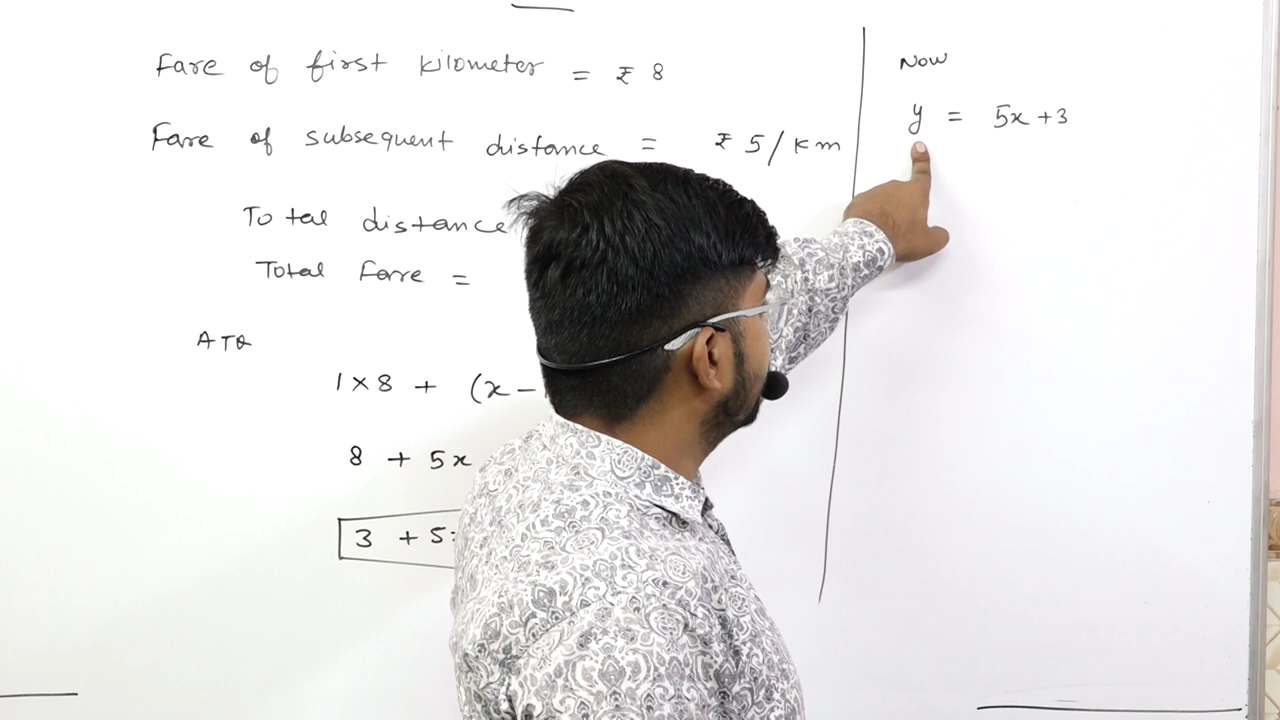 Fare of first kilometer = ₹ 8
Fare of subsequent distance = ₹ 5/km
Total distance
Total Fare =
ATQ
1×8 + (x−
8 + 5x
3 + 5
Now
y = 5x+3